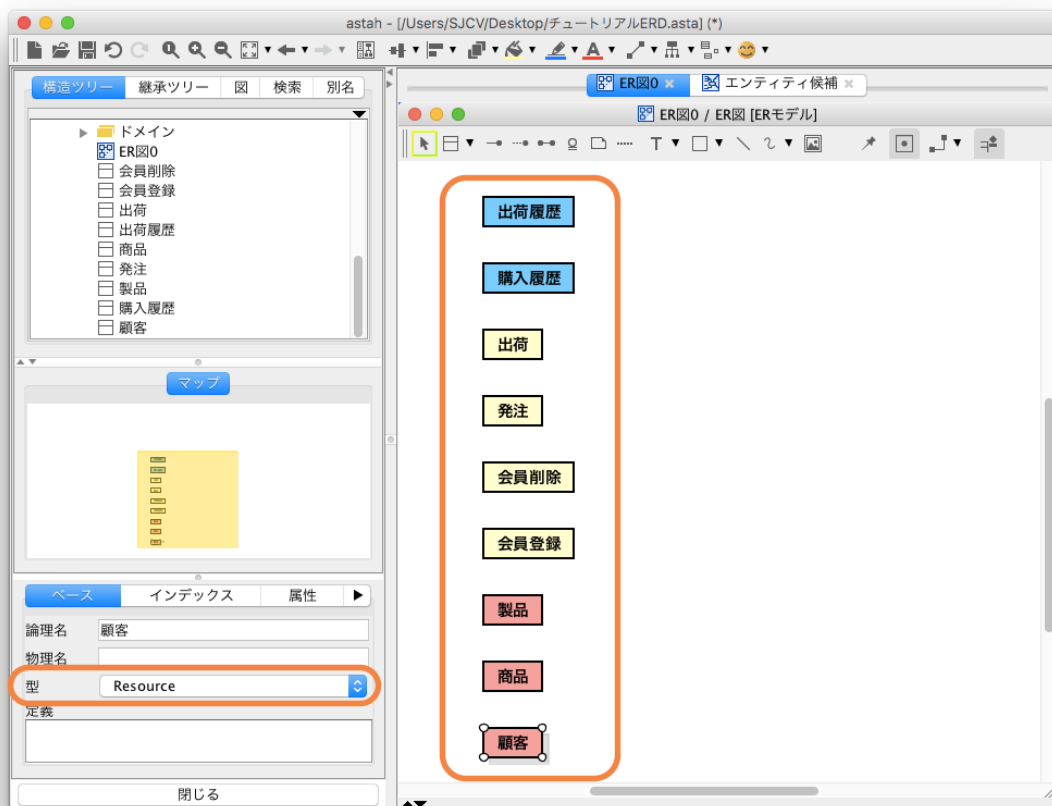 astah - [/Users/SJCV/Desktop/チュートリアルERD.asta] (*)
構造ツリー 継承ツリー 図 検索 別名
ER図0 エンティティ候補
ER図0 / ER図 [ERモデル]
ドメイン
ER図0
会員削除
会員登録
出荷
出荷履歴
商品
発注
製品
購入履歴
顧客
マップ
ベース インデックス 属性
論理名 顧客
物理名
型 Resource
定義
閉じる
T
出荷履歴
購入履歴
出荷
発注
会員削除
会員登録
製品
商品
顧客